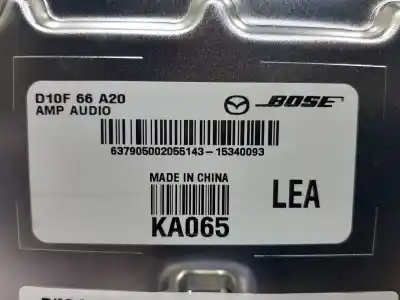 D10F 66 A20
AMP AUDIO
BOSE
637905002055143-15340093
MADE IN CHINA
KA065
LEA